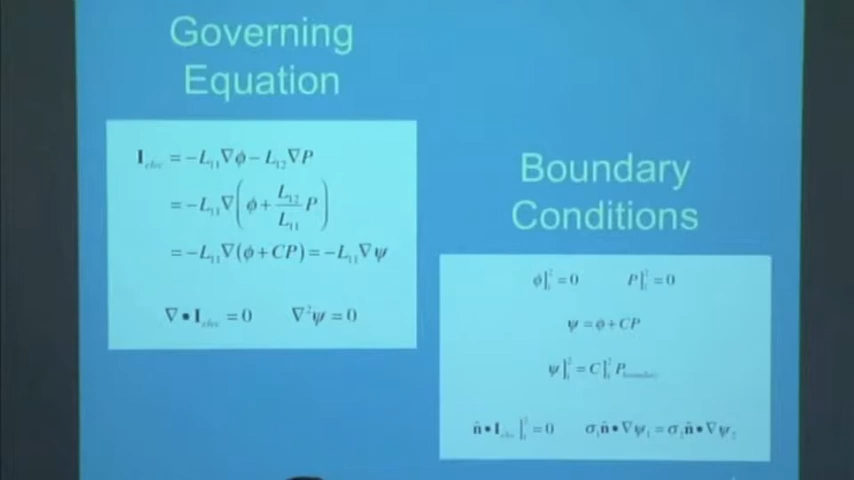 Governing
Equation
I_elec = −L₁₁∇ϕ − L₁₂∇P
= −L₁₁∇(ϕ + L₁₂/L₁₁ P)
= −L₁₁∇(ϕ + CP) = −L₁₁∇ψ
∇ • I_elec = 0 ∇²ψ = 0
Boundary
Conditions
ϕ]₁² = 0 P]₁² = 0
ψ = ϕ + CP
ψ]₁² = C]₁² P_boundary
n̂ • I_elec]₁² = 0 σ₁n̂ • ∇ψ₁ = σ₂n̂ • ∇ψ₂